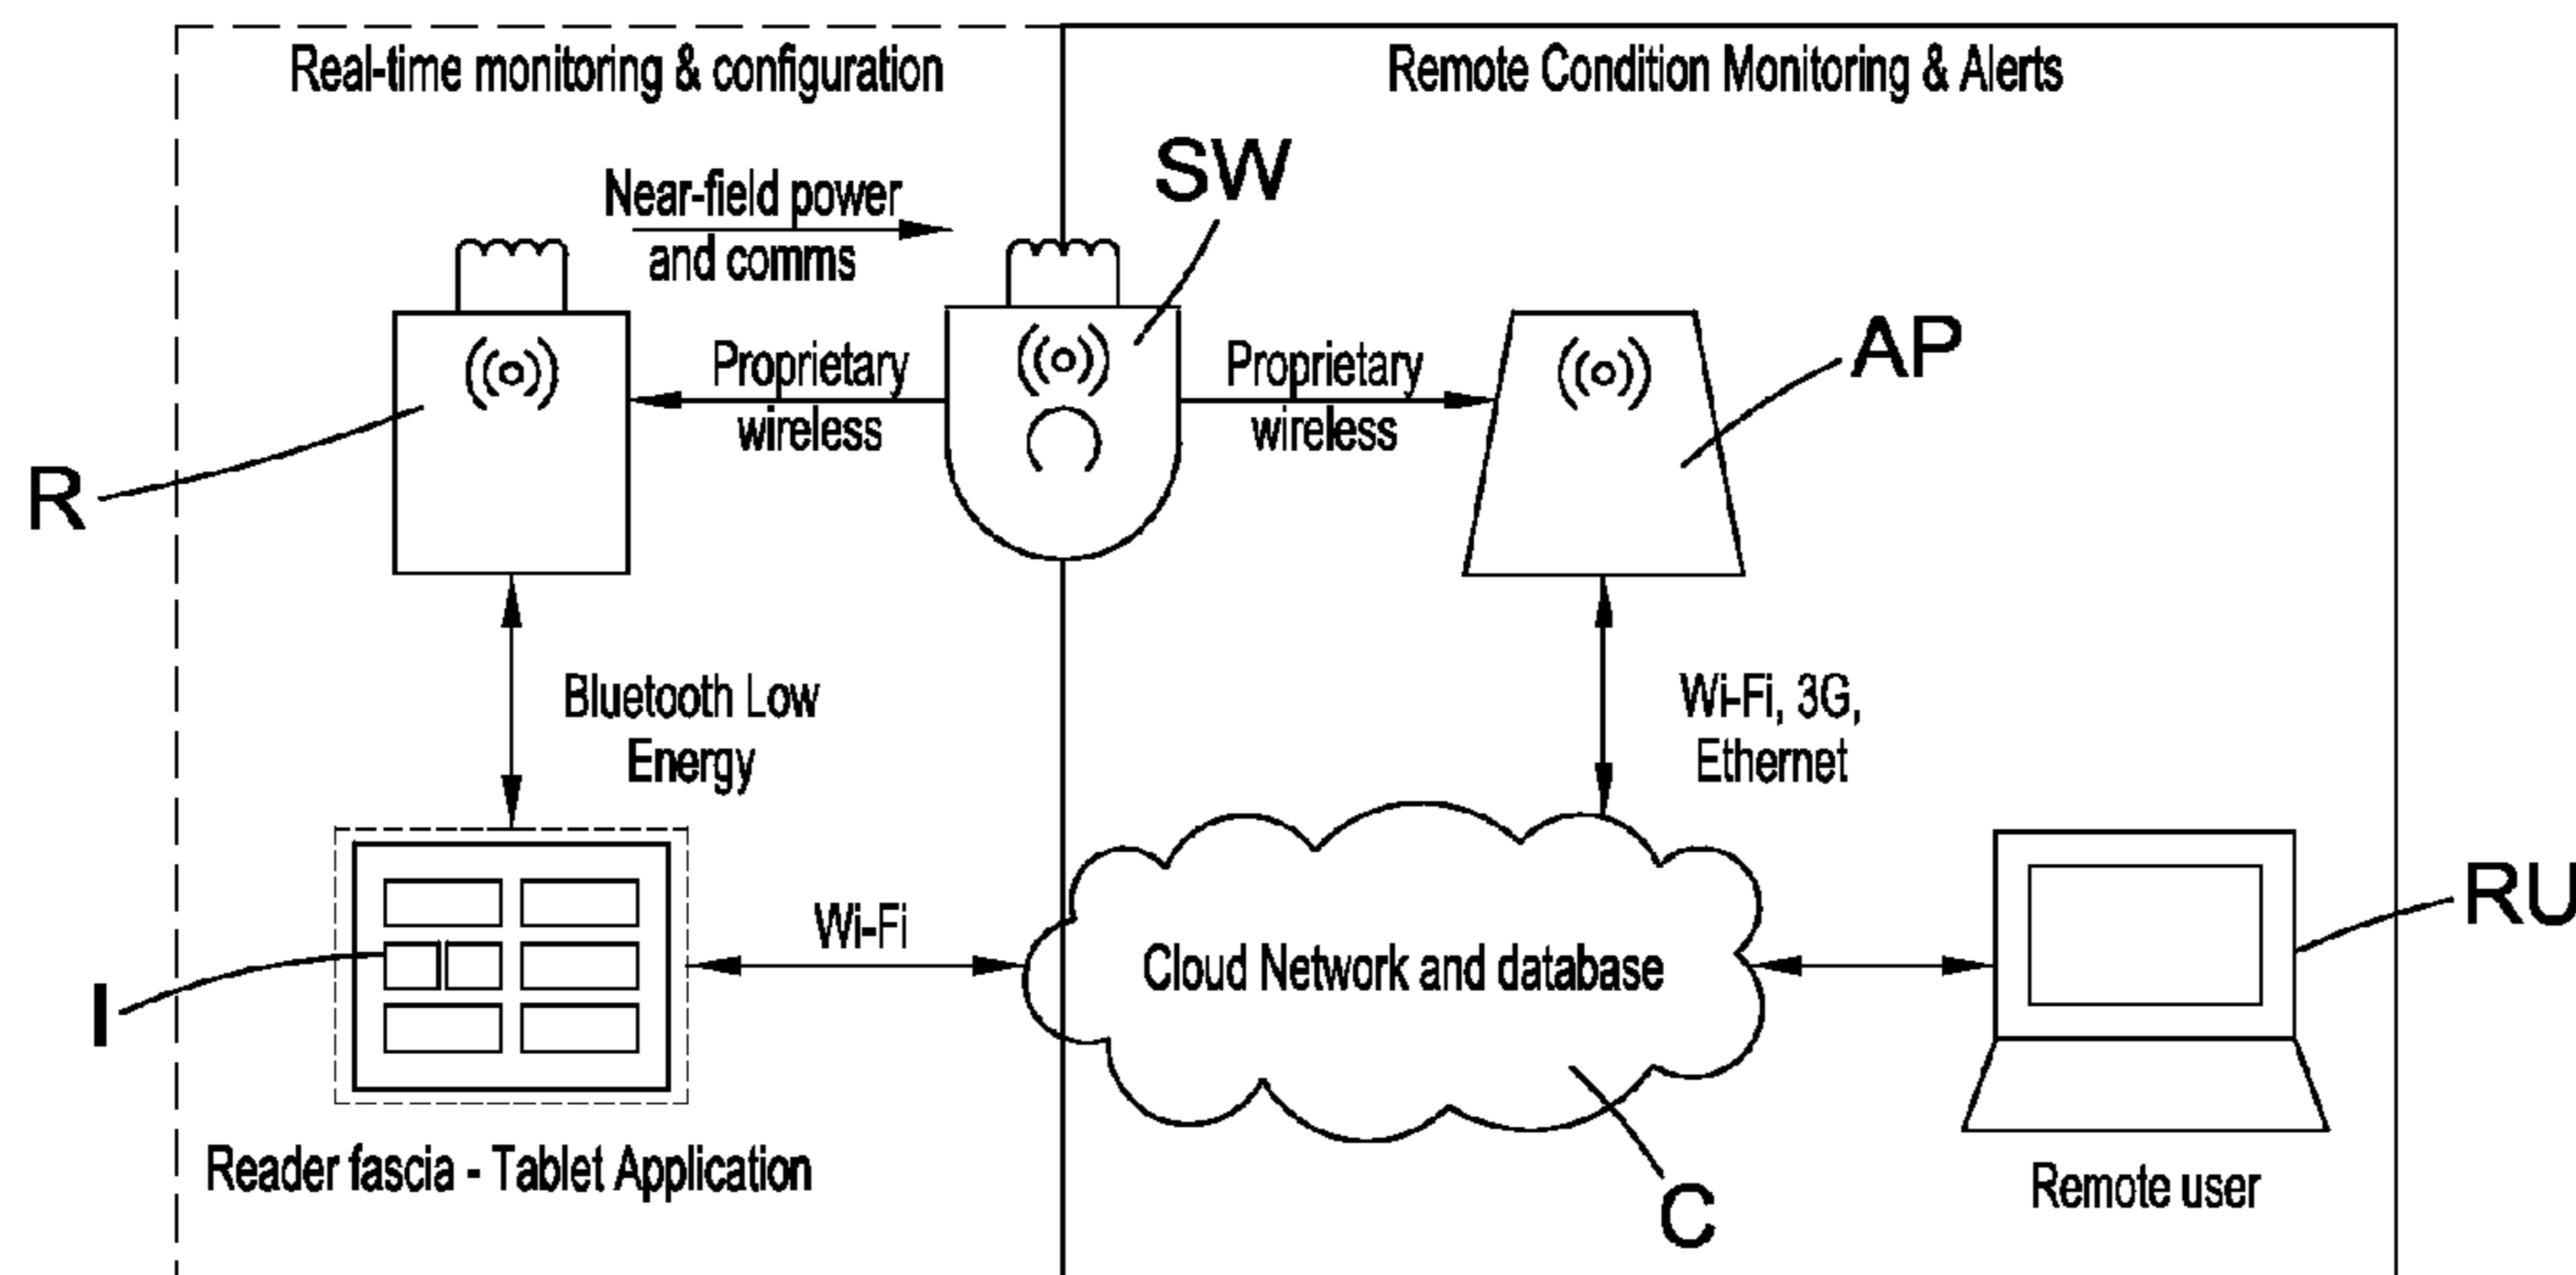 Real-time monitoring & configuration
Remote Condition Monitoring & Alerts
SW
Near-field power
and comms
AP
Proprietary
wireless
Proprietary
wireless
R
Bluetooth Low
Energy
Wi-Fi, 3G,
Ethernet
RU
Wi-Fi
Cloud Network and database
I
Reader fascia - Tablet Application
C
Remote user